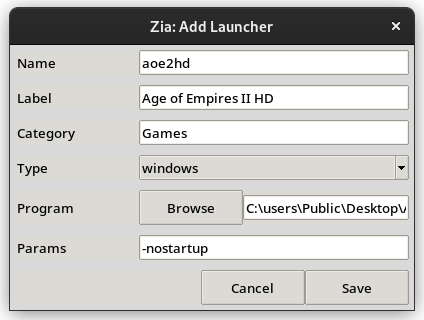 Zia: Add Launcher ×
Name aoe2hd
Label Age of Empires II HD
Category Games
Type windows
Program Browse C:\users\Public\Desktop\
Params -nostartup
Cancel Save